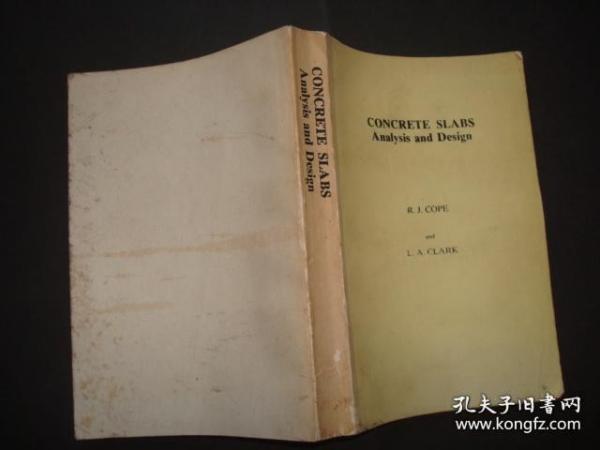 CONCRETE SLABS
Analysis and Design
CONCRETE SLABS
Analysis and Design
R. J. COPE
and
L. A. CLARK
孔夫子旧书网
www.kongfz.com